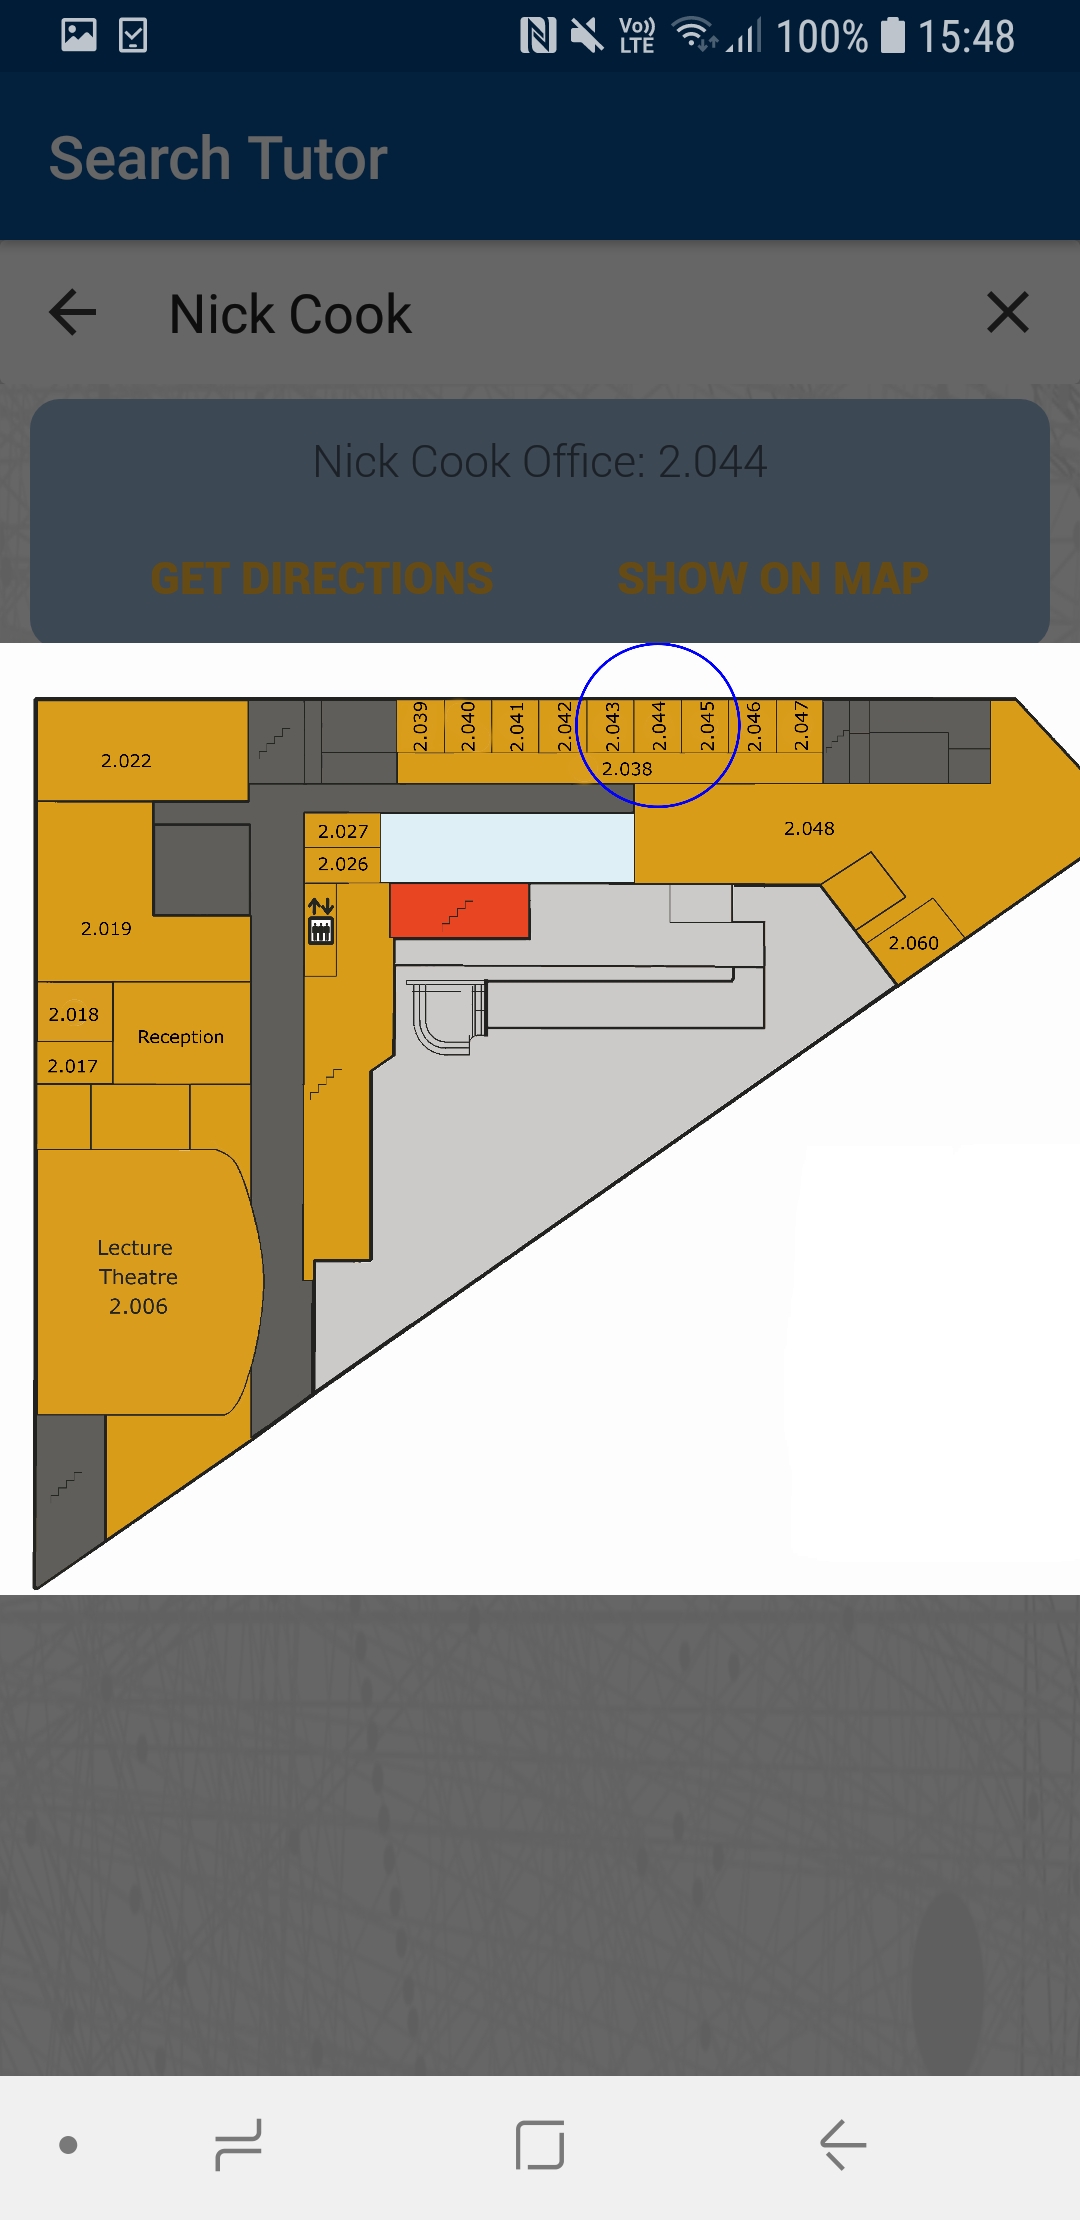 Vo)) LTE 100% 15:48
Search Tutor
Nick Cook
Nick Cook Office: 2.044
GET DIRECTIONS SHOW ON MAP
2.039 2.040 2.041 2.042 2.043 2.044 2.045 2.046 2.047
2.022
2.038
2.027
2.048
2.026
2.019
2.060
2.018
Reception
2.017
Lecture
Theatre
2.006